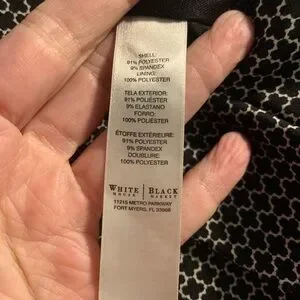 SHELL:
91% POLYESTER
9% SPANDEX
LINING:
100% POLYESTER
TELA EXTERIOR:
91% POLIÉSTER
9% ELASTANO
FORRO:
100% POLIÉSTER
ÉTOFFE EXTÉRIEURE:
91% POLYESTER
9% SPANDEX
DOUBLURE:
100% POLYESTER
WHITE | BLACK
HOUSE | MARKET
11215 METRO PARKWAY
FORT MYERS, FL 33966